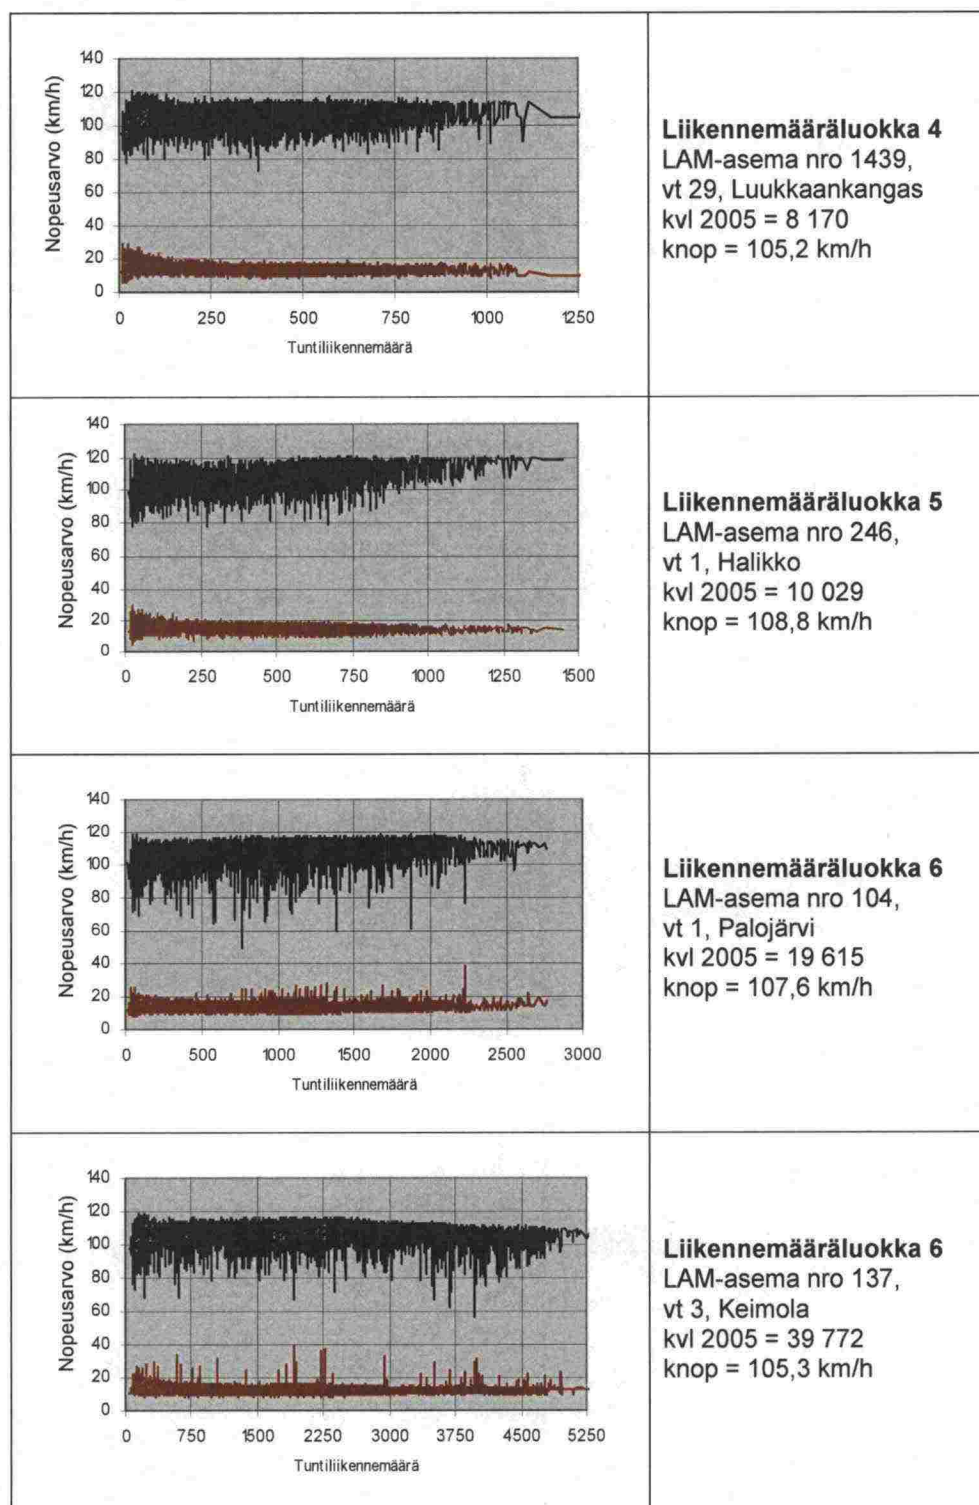 Nopeusarvo (km/h)
140
120
100
80
60
40
20
0
0 250 500 750 1000 1250
Tuntiliikennemäärä
Liikennemääräluokka 4
LAM-asema nro 1439,
vt 29, Luukkaankangas
kvl 2005 = 8 170
knop = 105,2 km/h
Nopeusarvo (km/h)
140
120
100
80
60
40
20
0
0 250 500 750 1000 1250 1500
Tuntiliikennemäärä
Liikennemääräluokka 5
LAM-asema nro 246,
vt 1, Halikko
kvl 2005 = 10 029
knop = 108,8 km/h
Nopeusarvo (km/h)
140
120
100
80
60
40
20
0
0 500 1000 1500 2000 2500 3000
Tuntiliikennemäärä
Liikennemääräluokka 6
LAM-asema nro 104,
vt 1, Palojärvi
kvl 2005 = 19 615
knop = 107,6 km/h
Nopeusarvo (km/h)
140
120
100
80
60
40
20
0
0 750 1500 2250 3000 3750 4500 5250
Tuntiliikennemäärä
Liikennemääräluokka 6
LAM-asema nro 137,
vt 3, Keimola
kvl 2005 = 39 772
knop = 105,3 km/h